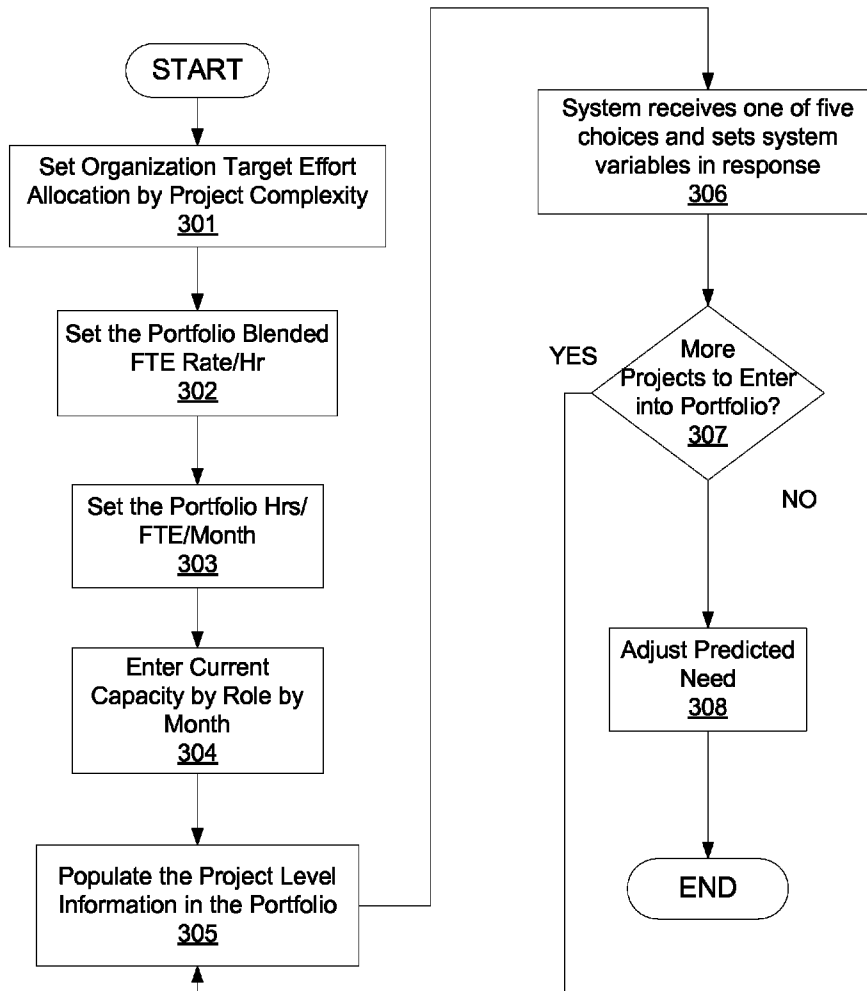 START
Set Organization Target Effort
Allocation by Project Complexity
301
Set the Portfolio Blended
FTE Rate/Hr
302
Set the Portfolio Hrs/
FTE/Month
303
Enter Current
Capacity by Role by
Month
304
Populate the Project Level
Information in the Portfolio
305
System receives one of five
choices and sets system
variables in response
306
YES
More
Projects to Enter
into Portfolio?
307
NO
Adjust Predicted
Need
308
END